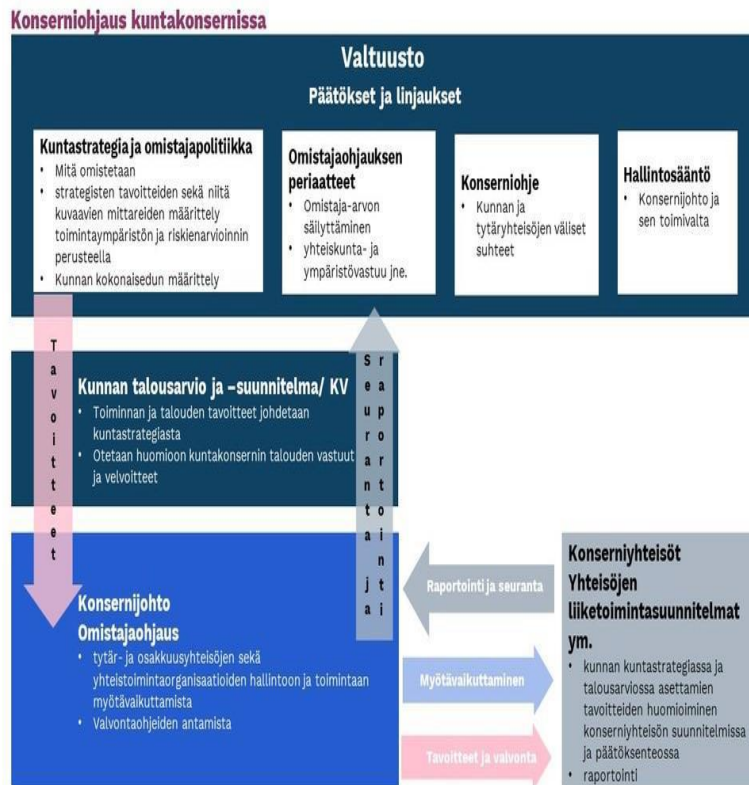 Konserniohjaus kuntakonsernissa
Valtuusto
Päätökset ja linjaukset
Kuntastrategia ja omistajapolitiikka
• Mitä omistetaan
• strategisten tavoitteiden sekä niitä
kuvaavien mittareiden määrittely
toimintaympäristön ja riskienarvioinnin
perusteella
• Kunnan kokonaisedun määrittely
Omistajaohjauksen
periaatteet
• Omistaja-arvon
säilyttäminen
• yhteiskunta- ja
ympäristövastuu jne.
Konserniohje
• Kunnan ja
tytäryhteisöjen väliset
suhteet
Hallintosääntö
• Konsernijohto ja
sen toimivalta
Tavoitteet
Seuranta ja
raportointi
Kunnan talousarvio ja –suunnitelma/ KV
• Toiminnan ja talouden tavoitteet johdetaan
kuntastrategiasta
• Otetaan huomioon kuntakonsernin talouden vastuut
ja velvoitteet
Konsernijohto
Omistajaohjaus
• tytär- ja osakkuusyhteisöjen sekä
yhteistoimintaorganisaatioiden hallintoon ja toimintaan
myötävaikuttamista
• Valvontaohjeiden antamista
Raportointi ja seuranta
Myötävaikuttaminen
Tavoitteet ja valvonta
Konserniyhteisöt
Yhteisöjen
liiketoimintasuunnitelmat
ym.
• kunnan kuntastrategiassa ja
talousarviossa asettamien
tavoitteiden huomioiminen
konserniyhteisön suunnitelmissa
ja päätöksenteossa
• raportointi